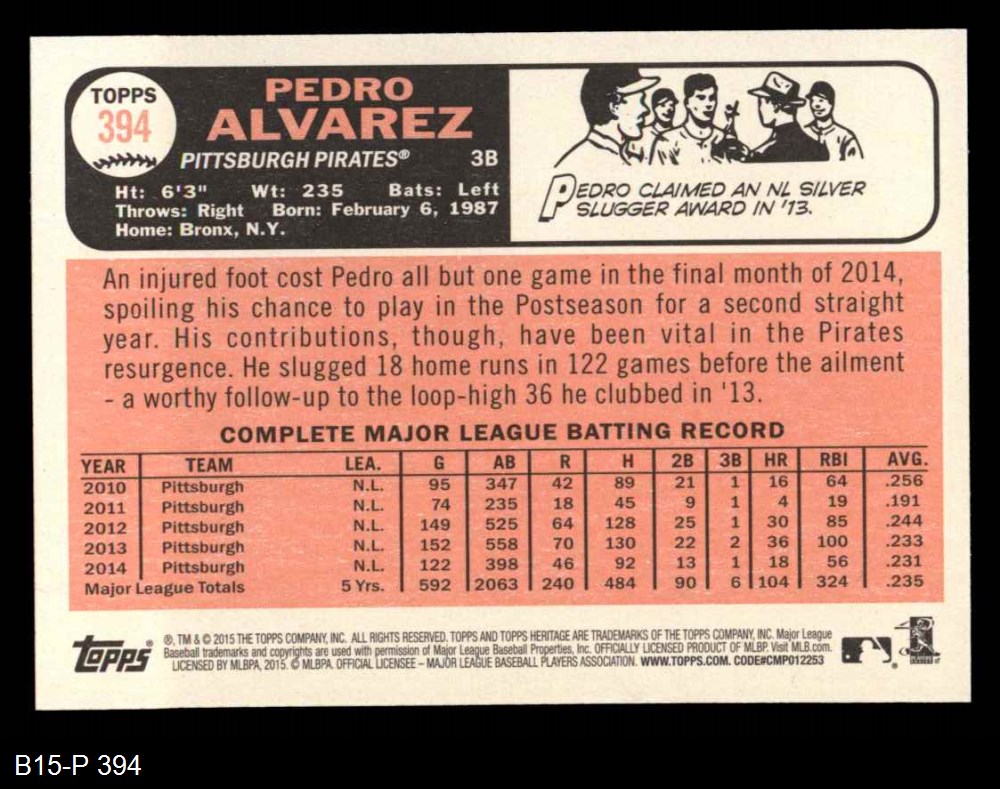 TOPPS
394
PEDRO
ALVAREZ
PITTSBURGH PIRATES® 3B
Ht: 6'3" Wt: 235 Bats: Left
Throws: Right Born: February 6, 1987
Home: Bronx, N.Y.
PEDRO CLAIMED AN NL SILVER
SLUGGER AWARD IN '13.
An injured foot cost Pedro all but one game in the final month of 2014,
spoiling his chance to play in the Postseason for a second straight
year. His contributions, though, have been vital in the Pirates
resurgence. He slugged 18 home runs in 122 games before the ailment
- a worthy follow-up to the loop-high 36 he clubbed in '13.
COMPLETE MAJOR LEAGUE BATTING RECORD
YEAR TEAM LEA. G AB R H 2B 3B HR RBI AVG.
2010 Pittsburgh N.L. 95 347 42 89 21 1 16 64 .256
2011 Pittsburgh N.L. 74 235 18 45 9 1 4 19 .191
2012 Pittsburgh N.L. 149 525 64 128 25 1 30 85 .244
2013 Pittsburgh N.L. 152 558 70 130 22 2 36 100 .233
2014 Pittsburgh N.L. 122 398 46 92 13 1 18 56 .231
Major League Totals 5 Yrs. 592 2063 240 484 90 6 104 324 .235
Topps®
®, TM & © 2015 THE TOPPS COMPANY, INC. ALL RIGHTS RESERVED. TOPPS AND TOPPS HERITAGE ARE TRADEMARKS OF THE TOPPS COMPANY, INC. Major League
Baseball trademarks and copyrights are used with permission of Major League Baseball Properties, Inc. OFFICIALLY LICENSED PRODUCT OF MLBP. Visit MLB.com.
LICENSED BY MLBPA, 2015. © MLBPA. OFFICIAL LICENSEE - MAJOR LEAGUE BASEBALL PLAYERS ASSOCIATION. WWW.TOPPS.COM. CODE#CMP012253
B15-P 394